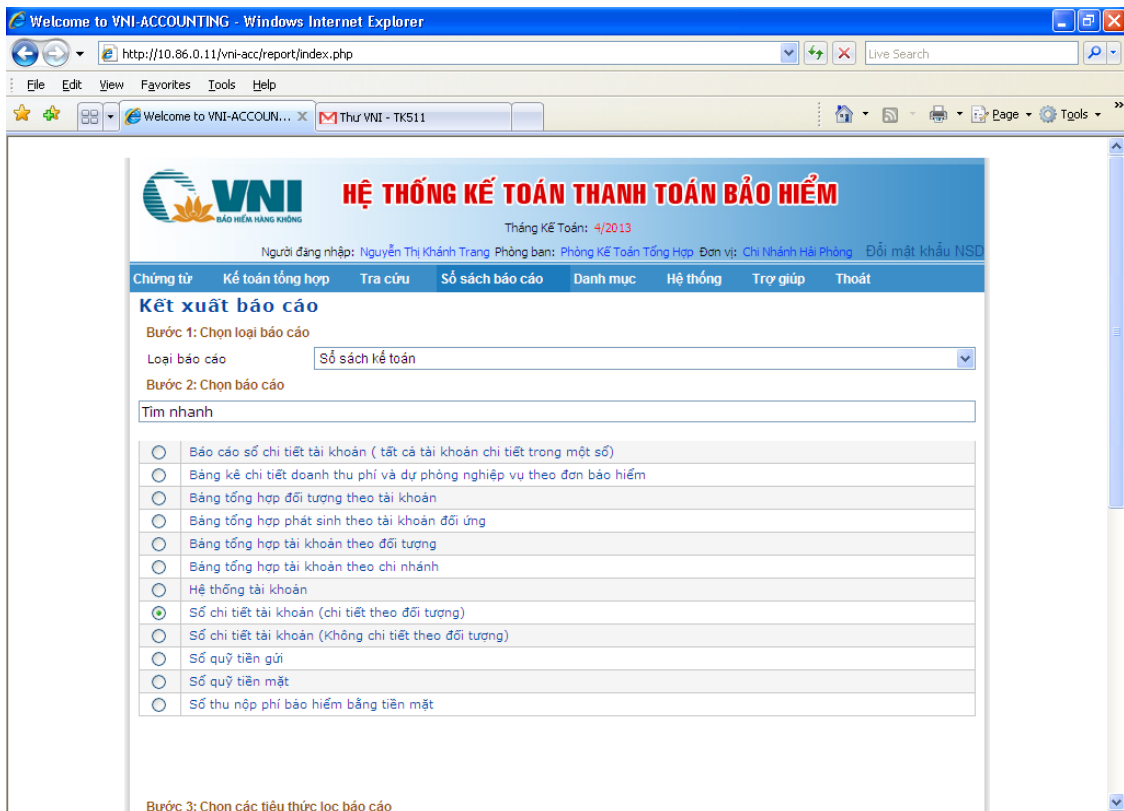 Welcome to VNI-ACCOUNTING - Windows Internet Explorer
http://10.86.0.11/vni-acc/report/index.php
Live Search
File Edit View Favorites Tools Help
Welcome to VNI-ACCOUN... Thư VNI - TK511 Page Tools
VNI
BẢO HIỂM HÀNG KHÔNG
HỆ THỐNG KẾ TOÁN THANH TOÁN BẢO HIỂM
Tháng Kế Toán: 4/2013
Người đăng nhập: Nguyễn Thị Khánh Trang Phòng ban: Phòng Kế Toán Tổng Hợp Đơn vị: Chi Nhánh Hải Phòng Đổi mật khẩu NSD
Chứng từ Kế toán tổng hợp Tra cứu Sổ sách báo cáo Danh mục Hệ thống Trợ giúp Thoát
Kết xuất báo cáo
Bước 1: Chọn loại báo cáo
Loại báo cáo Sổ sách kế toán
Bước 2: Chọn báo cáo
Tìm nhanh
Báo cáo sổ chi tiết tài khoản ( tất cả tài khoản chi tiết trong một sổ)
Bảng kê chi tiết doanh thu phí và dự phòng nghiệp vụ theo đơn bảo hiểm
Bảng tổng hợp đối tượng theo tài khoản
Bảng tổng hợp phát sinh theo tài khoản đối ứng
Bảng tổng hợp tài khoản theo đối tượng
Bảng tổng hợp tài khoản theo chi nhánh
Hệ thống tài khoản
Sổ chi tiết tài khoản (chi tiết theo đối tượng)
Sổ chi tiết tài khoản (Không chi tiết theo đối tượng)
Sổ quỹ tiền gửi
Sổ quỹ tiền mặt
Sổ thu nộp phí bảo hiểm bằng tiền mặt
Bước 3: Chọn các tiêu thức lọc báo cáo